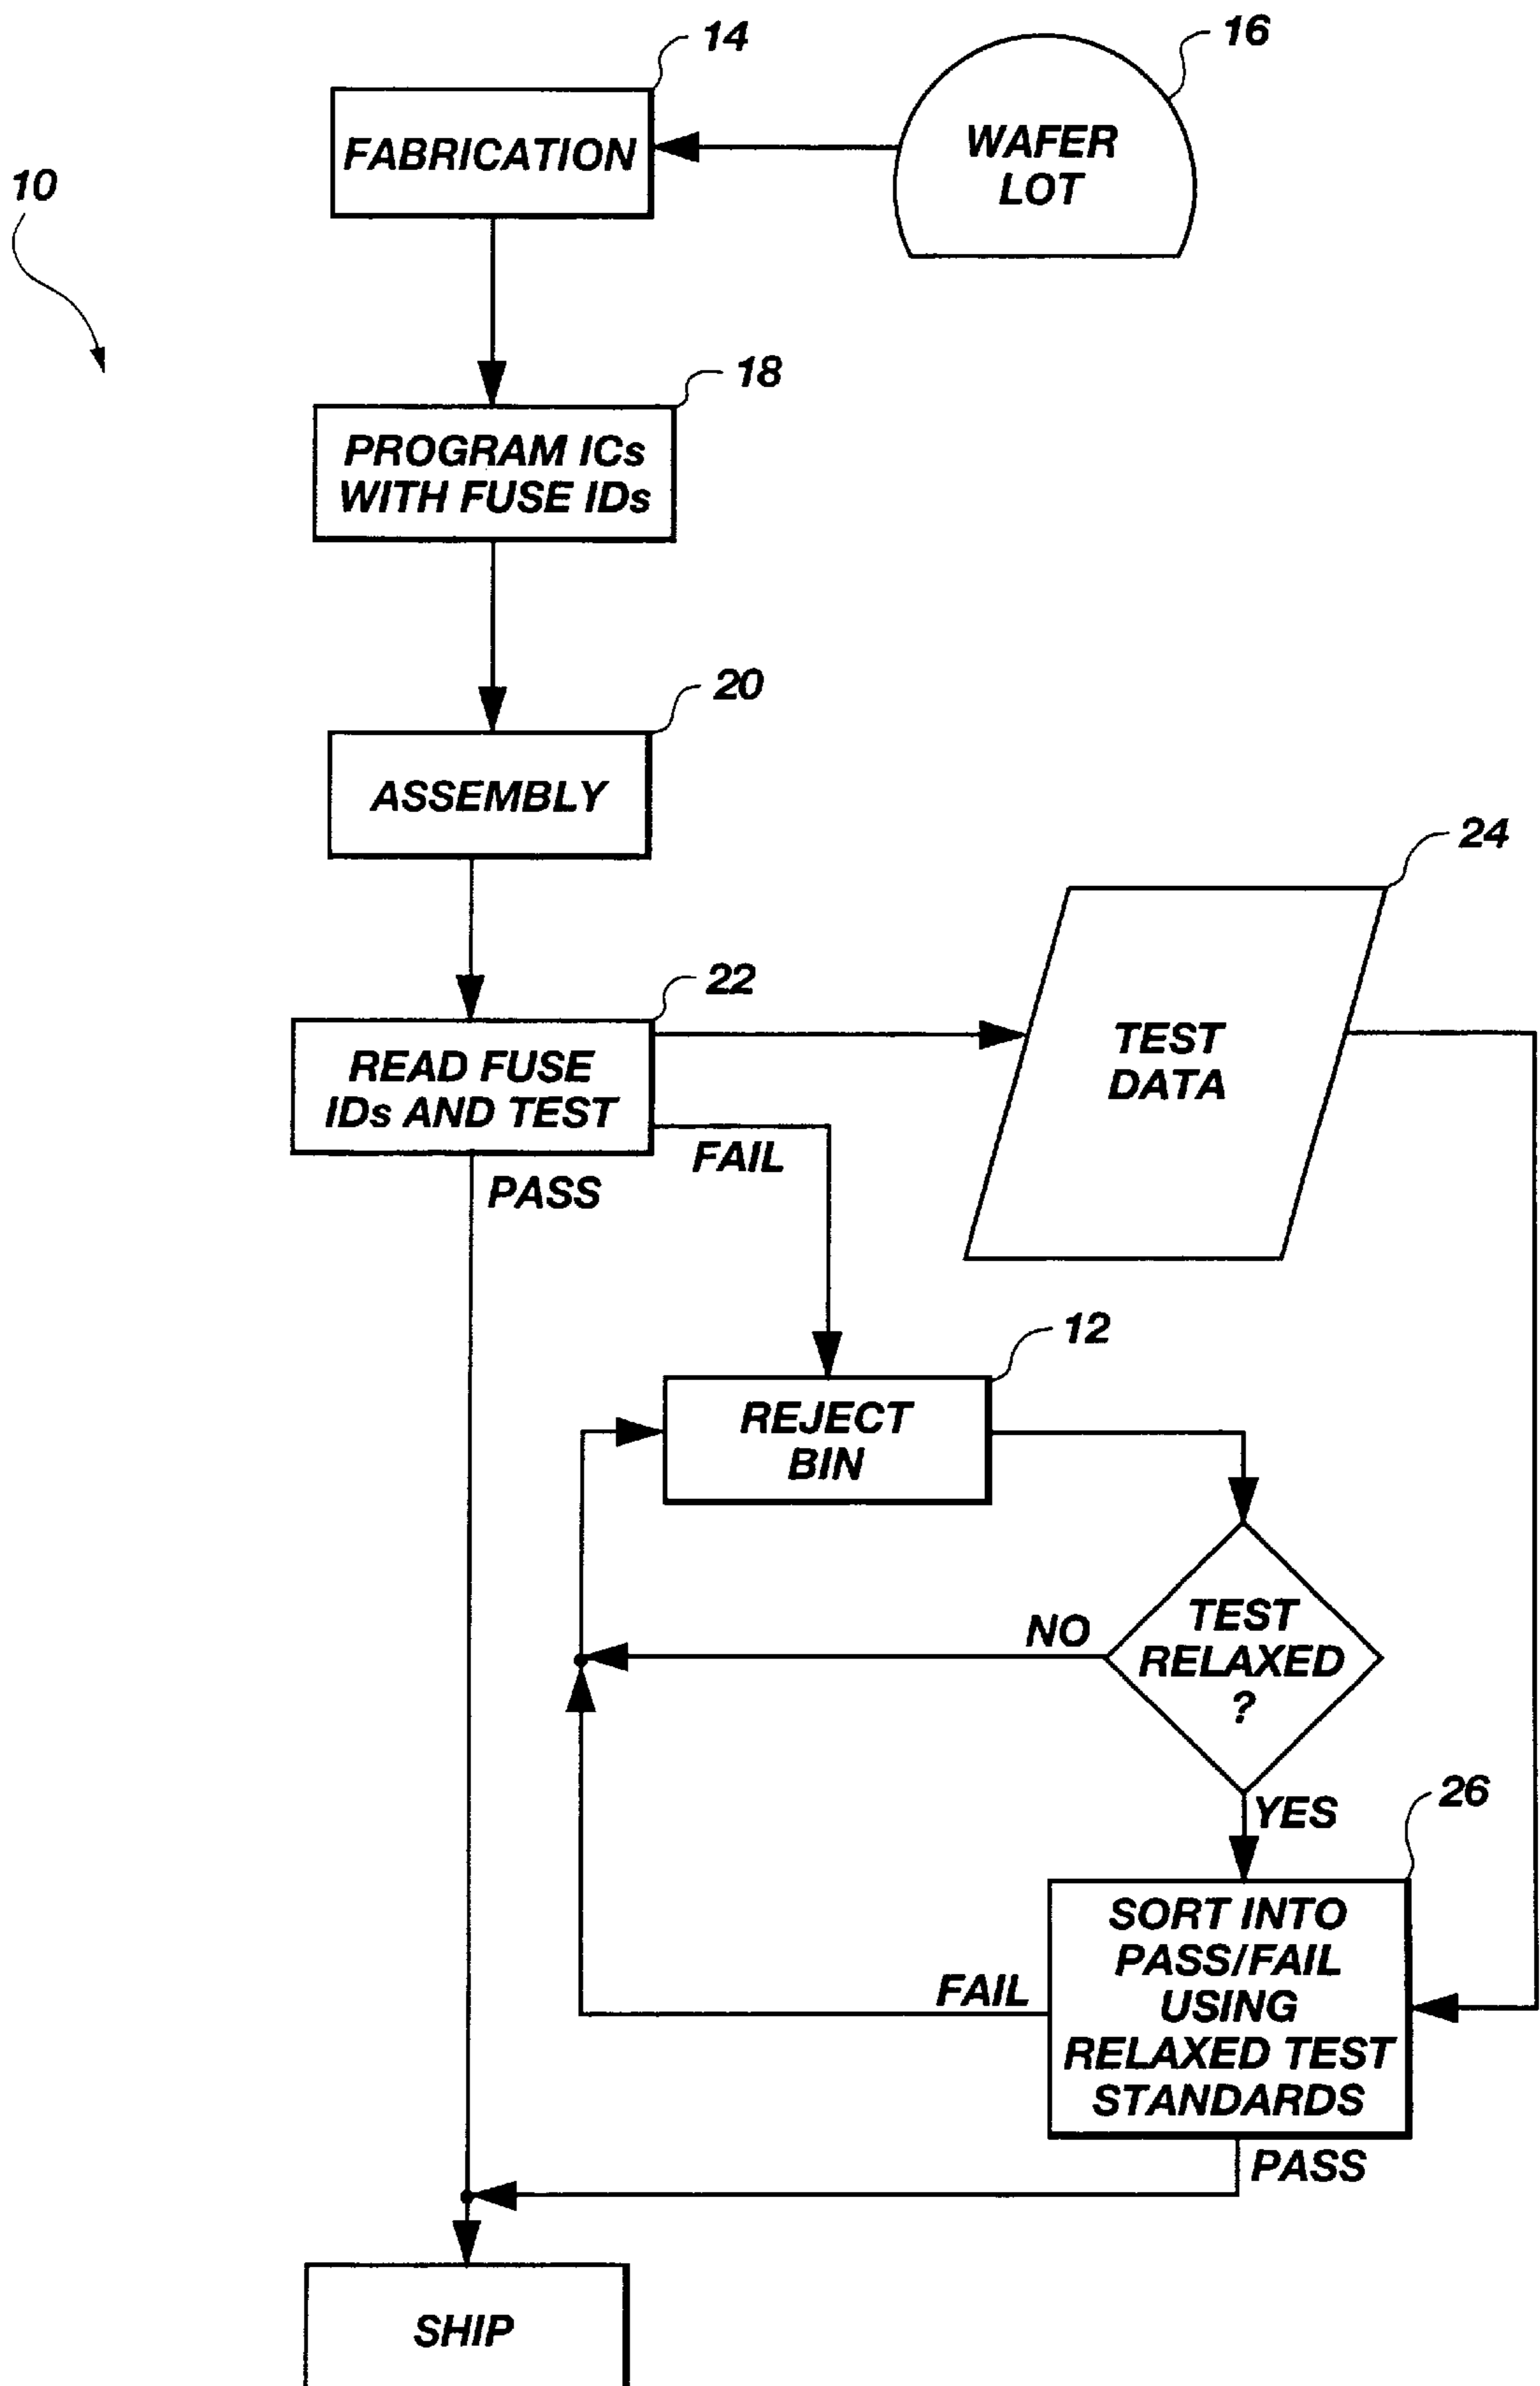 14
16
FABRICATION
WAFER
LOT
10
18
PROGRAM ICs
WITH FUSE IDs
20
ASSEMBLY
24
22
READ FUSE
IDs AND TEST
TEST
DATA
FAIL
PASS
12
REJECT
BIN
TEST
RELAXED
?
NO
YES
26
SORT INTO
PASS/FAIL
USING
RELAXED TEST
STANDARDS
FAIL
PASS
SHIP